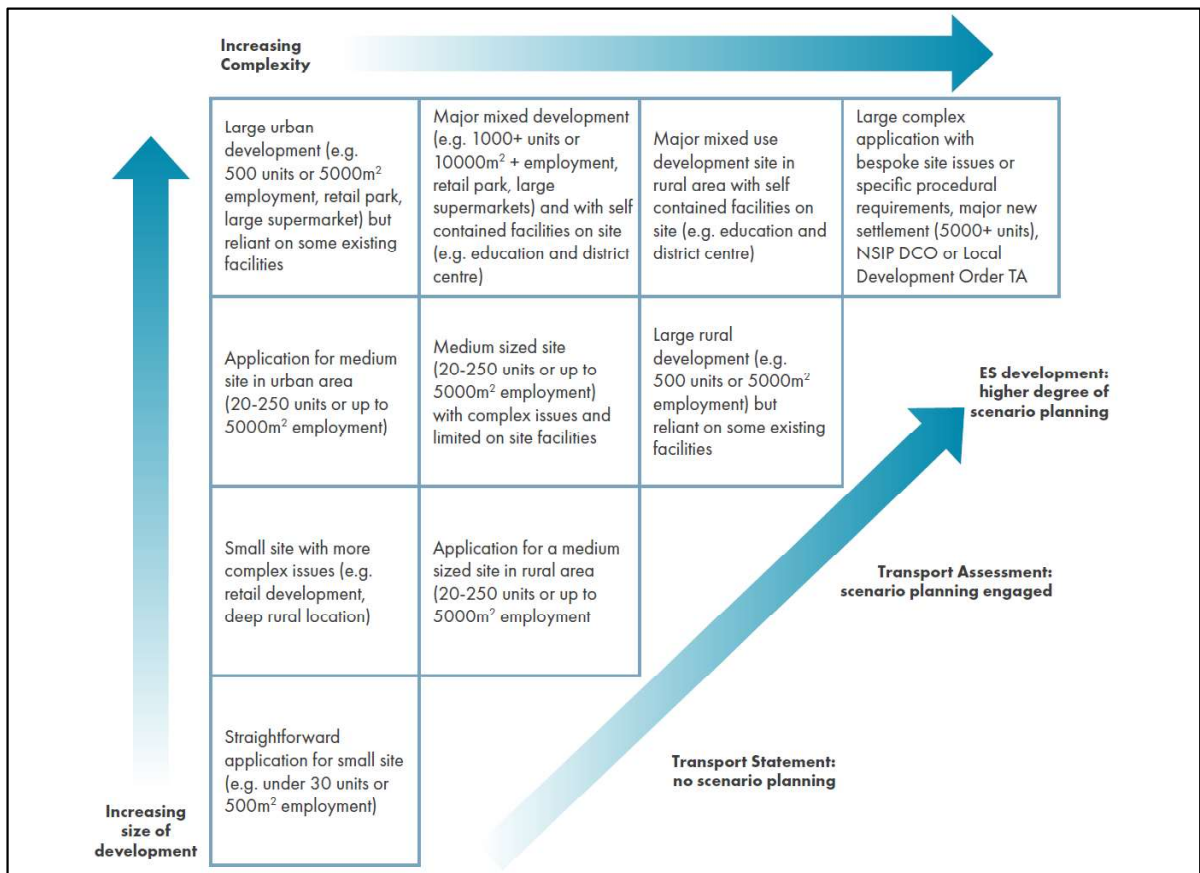 Increasing
Complexity
Large urban
development (e.g.
500 units or 5000m²
employment, retail park,
large supermarket) but
reliant on some existing
facilities
Major mixed development
(e.g. 1000+ units or
10000m² + employment,
retail park, large
supermarkets) and with self
contained facilities on site
(e.g. education and district
centre)
Major mixed use
development site in
rural area with self
contained facilities on
site (e.g. education and
district centre)
Large complex
application with
bespoke site issues or
specific procedural
requirements, major new
settlement (5000+ units),
NSIP DCO or Local
Development Order TA
Application for medium
site in urban area
(20-250 units or up to
5000m² employment)
Medium sized site
(20-250 units or up to
5000m² employment)
with complex issues and
limited on site facilities
Large rural
development (e.g.
500 units or 5000m²
employment) but
reliant on some existing
facilities
ES development:
higher degree of
scenario planning
Small site with more
complex issues (e.g.
retail development,
deep rural location)
Application for a medium
sized site in rural area
(20-250 units or up to
5000m² employment
Transport Assessment:
scenario planning engaged
Straightforward
application for small site
(e.g. under 30 units or
500m² employment)
Transport Statement:
no scenario planning
Increasing
size of
development